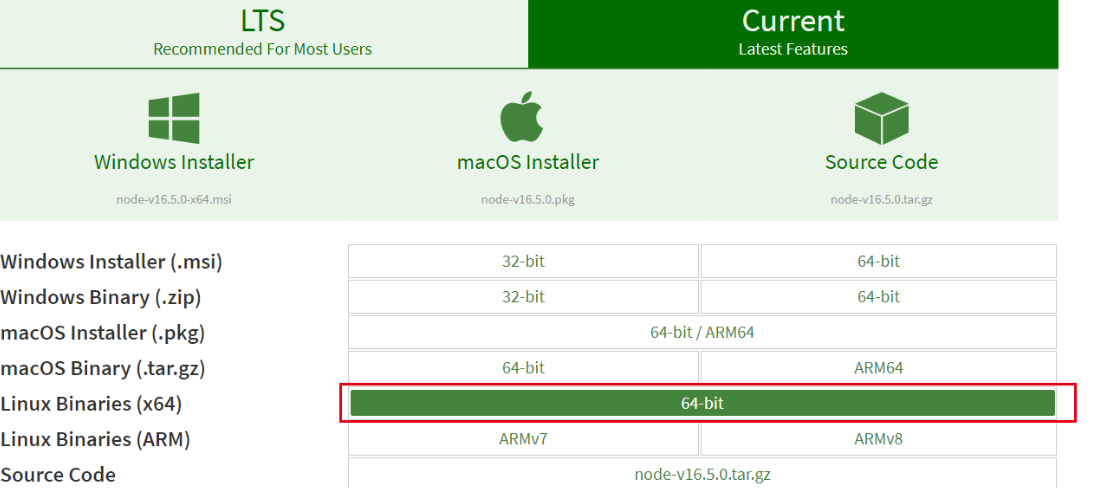 LTS
Recommended For Most Users
Current
Latest Features
Windows Installer
node-v16.5.0-x64.msi
macOS Installer
node-v16.5.0.pkg
Source Code
node-v16.5.0.tar.gz
Windows Installer (.msi) 32-bit 64-bit
Windows Binary (.zip) 32-bit 64-bit
macOS Installer (.pkg) 64-bit / ARM64
macOS Binary (.tar.gz) 64-bit ARM64
Linux Binaries (x64) 64-bit
Linux Binaries (ARM) ARMv7 ARMv8
Source Code node-v16.5.0.tar.gz